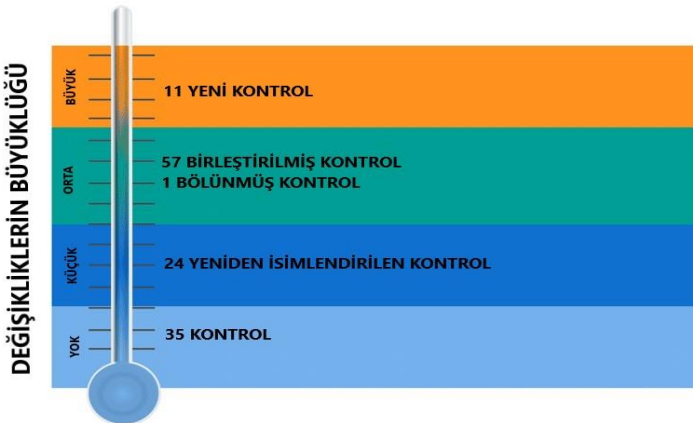 DEĞİŞİKLİKLERİN BÜYÜKLÜĞÜ
BÜYÜK
11 YENİ KONTROL
ORTA
57 BİRLEŞTİRİLMİŞ KONTROL
1 BÖLÜNMÜŞ KONTROL
KÜÇÜK
24 YENİDEN İSİMLENDİRİLEN KONTROL
YOK
35 KONTROL